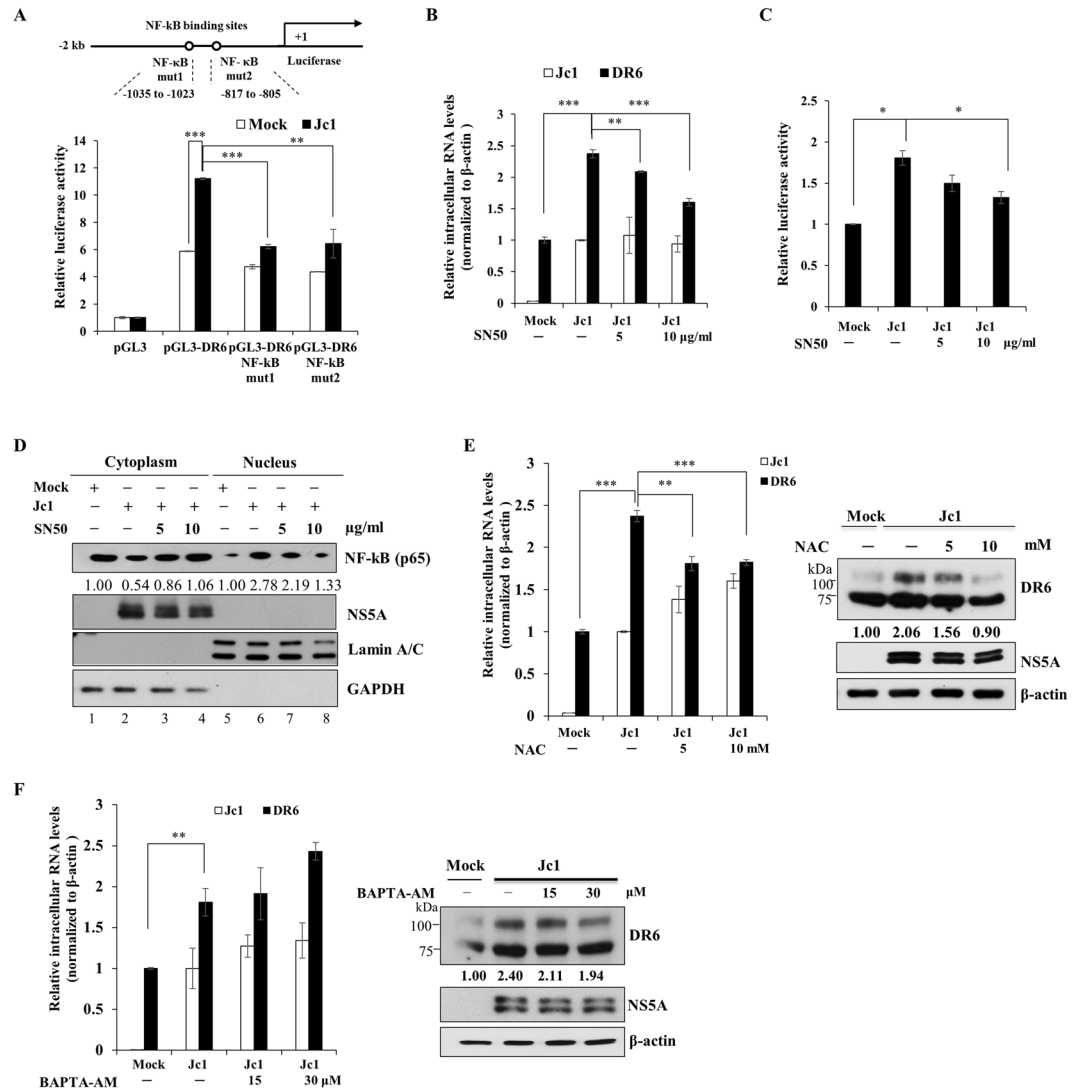 A
NF-kB binding sites
-2 kb
+1
NF-κB NF- κB Luciferase
mut1 mut2
-1035 to -1023 -817 to -805
Mock Jc1
Relative luciferase activity
14
12
10
8
6
4
2
0
*** *** **
pGL3 pGL3-DR6 pGL3-DR6 pGL3-DR6
NF-kB NF-kB
mut1 mut2
B
Jc1 DR6
Relative intracellular RNA levels
(normalized to β-actin )
3
2.5
2
1.5
1
0.5
0
*** ***
**
Mock Jc1 Jc1 Jc1
SN50 – – 5 10 µg/ml
C
Relative luciferase activity
2.5
2
1.5
1
0.5
0
* *
Mock Jc1 Jc1 Jc1
SN50 – – 5 10 µg/ml
D
Cytoplasm Nucleus
Mock + – – – + – – –
Jc1 – + + + – + + +
SN50 – – 5 10 – – 5 10 µg/ml
NF-kB (p65)
1.00 0.54 0.86 1.06 1.00 2.78 2.19 1.33
NS5A
Lamin A/C
GAPDH
1 2 3 4 5 6 7 8
E
Jc1
DR6
Relative intracellular RNA levels
(normalized to β-actin )
3
2.5
2
1.5
1
0.5
0
***
*** **
Mock Jc1 Jc1 Jc1
NAC – – 5 10 mM
Mock Jc1
NAC – – 5 10 mM
kDa
100
75
DR6
1.00 2.06 1.56 0.90
NS5A
β-actin
F
Jc1 DR6
Relative intracellular RNA levels
(normalized to β-actin )
3
2.5
2
1.5
1
0.5
0
**
Mock Jc1 Jc1 Jc1
BAPTA-AM – – 15 30 µM
Mock Jc1
BAPTA-AM – – 15 30 µM
kDa
100
75
DR6
1.00 2.40 2.11 1.94
NS5A
β-actin